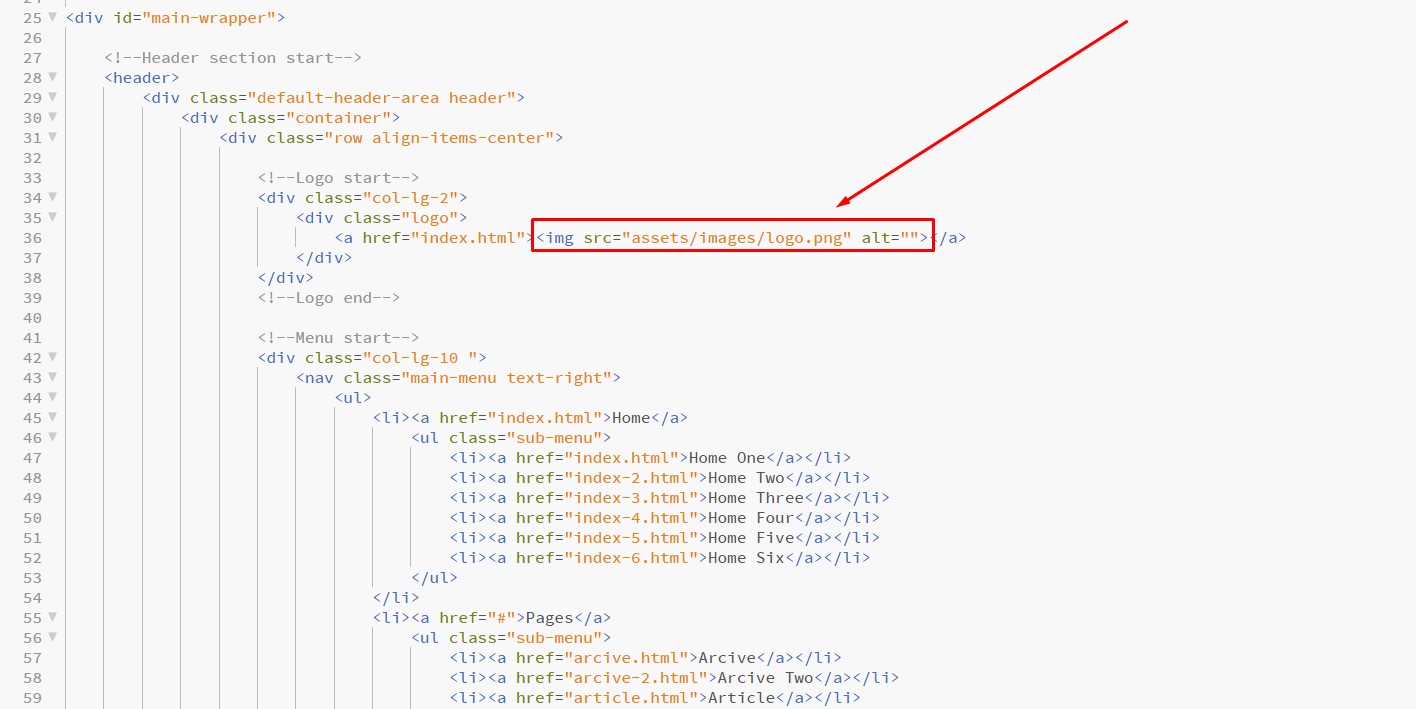 25 <div id="main-wrapper">
26
27 <!--Header section start-->
28 <header>
29 <div class="default-header-area header">
30 <div class="container">
31 <div class="row align-items-center">
32
33 <!--Logo start-->
34 <div class="col-lg-2">
35 <div class="logo">
36 <a href="index.html"><img src="assets/images/logo.png" alt=""></a>
37 </div>
38 </div>
39 <!--Logo end-->
40
41 <!--Menu start-->
42 <div class="col-lg-10 ">
43 <nav class="main-menu text-right">
44 <ul>
45 <li><a href="index.html">Home</a>
46 <ul class="sub-menu">
47 <li><a href="index.html">Home One</a></li>
48 <li><a href="index-2.html">Home Two</a></li>
49 <li><a href="index-3.html">Home Three</a></li>
50 <li><a href="index-4.html">Home Four</a></li>
51 <li><a href="index-5.html">Home Five</a></li>
52 <li><a href="index-6.html">Home Six</a></li>
53 </ul>
54 </li>
55 <li><a href="#">Pages</a>
56 <ul class="sub-menu">
57 <li><a href="arcive.html">Arcive</a></li>
58 <li><a href="arcive-2.html">Arcive Two</a></li>
59 <li><a href="article.html">Article</a></li>